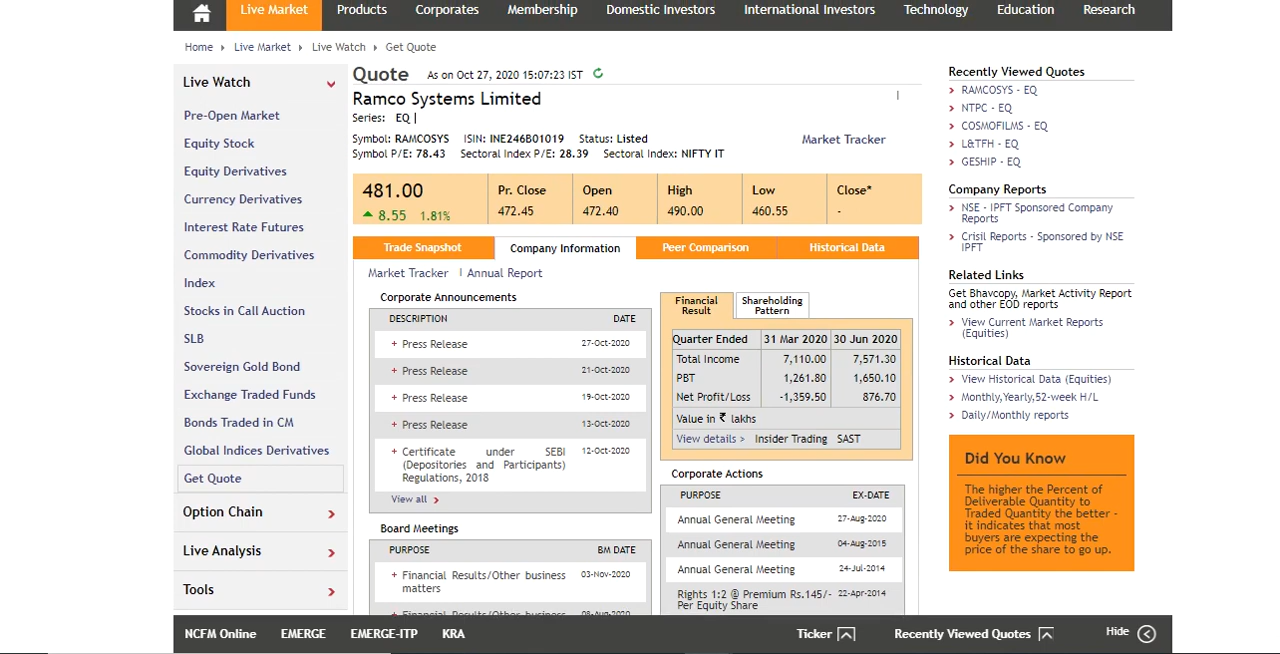 Live Market Products Corporates Membership Domestic Investors International Investors Technology Education Research
Home Live Market Live Watch Get Quote
Live Watch
Pre-Open Market
Equity Stock
Equity Derivatives
Currency Derivatives
Interest Rate Futures
Commodity Derivatives
Index
Stocks in Call Auction
SLB
Sovereign Gold Bond
Exchange Traded Funds
Bonds Traded in CM
Global Indices Derivatives
Get Quote
Option Chain
Live Analysis
Tools
Quote As on Oct 27, 2020 15:07:23 IST
Ramco Systems Limited
Series: EQ |
Symbol: RAMCOSYS ISIN: INE246B01019 Status: Listed
Market Tracker
Symbol P/E: 78.43 Sectoral Index P/E: 28.39 Sectoral Index: NIFTY IT
481.00 Pr. Close Open High Low Close*
8.55 1.81% 472.45 472.40 490.00 460.55 -
Trade Snapshot Company Information Peer Comparison Historical Data
Market Tracker | Annual Report
Corporate Announcements
DESCRIPTION DATE
+ Press Release 27-Oct-2020
+ Press Release 21-Oct-2020
+ Press Release 19-Oct-2020
+ Press Release 13-Oct-2020
+ Certificate under SEBI 12-Oct-2020
(Depositories and Participants)
Regulations, 2018
View all
Board Meetings
PURPOSE BM DATE
+ Financial Results/Other business 03-Nov-2020
matters
+ Financial Results/Other business 08-Aug-2020
Financial Result
Shareholding Pattern
Quarter Ended 31 Mar 2020 30 Jun 2020
Total Income 7,110.00 7,571.30
PBT 1,261.80 1,650.10
Net Profit/Loss -1,359.50 876.70
Value in ₹ lakhs
View details > Insider Trading SAST
Corporate Actions
PURPOSE EX-DATE
Annual General Meeting 27-Aug-2020
Annual General Meeting 04-Aug-2015
Annual General Meeting 24-Jul-2014
Rights 1:2 @ Premium Rs.145/- 22-Apr-2014
Per Equity Share
Recently Viewed Quotes
RAMCOSYS - EQ
NTPC - EQ
COSMOFILMS - EQ
L&TFH - EQ
GESHIP - EQ
Company Reports
NSE - IPFT Sponsored Company
Reports
Crisil Reports - Sponsored by NSE
IPFT
Related Links
Get Bhavcopy, Market Activity Report
and other EOD reports
View Current Market Reports
(Equities)
Historical Data
View Historical Data (Equities)
Monthly,Yearly,52-week H/L
Daily/Monthly reports
Did You Know
The higher the Percent of
Deliverable Quantity to
Traded Quantity the better -
it indicates that most
buyers are expecting the
price of the share to go up.
NCFM Online EMERGE EMERGE-ITP KRA Ticker Recently Viewed Quotes Hide